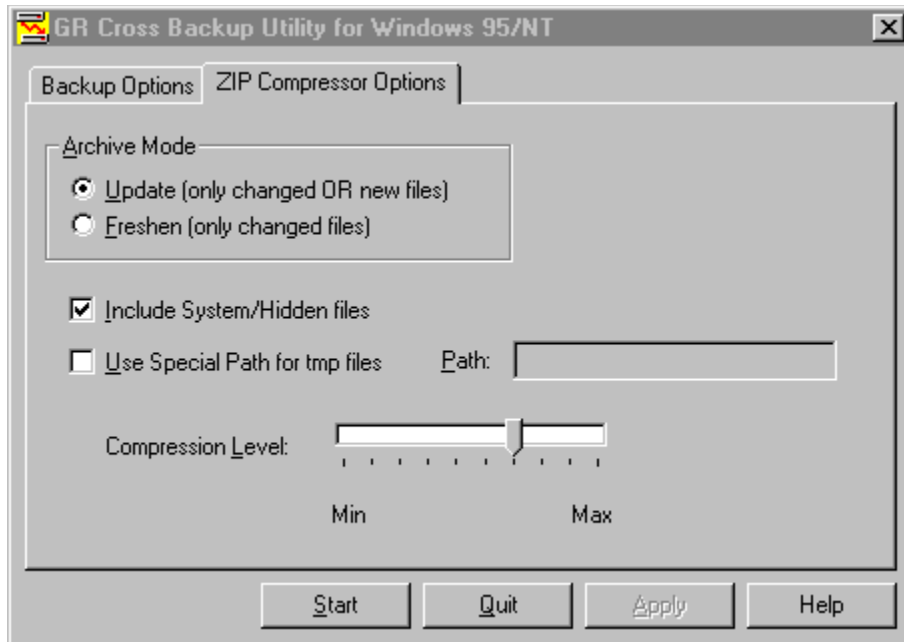 GR Cross Backup Utility for Windows 95/NT
Backup Options ZIP Compressor Options
Archive Mode
Update (only changed OR new files)
Freshen (only changed files)
Include System/Hidden files
Use Special Path for tmp files Path:
Compression Level:
Min Max
Start Quit Apply Help